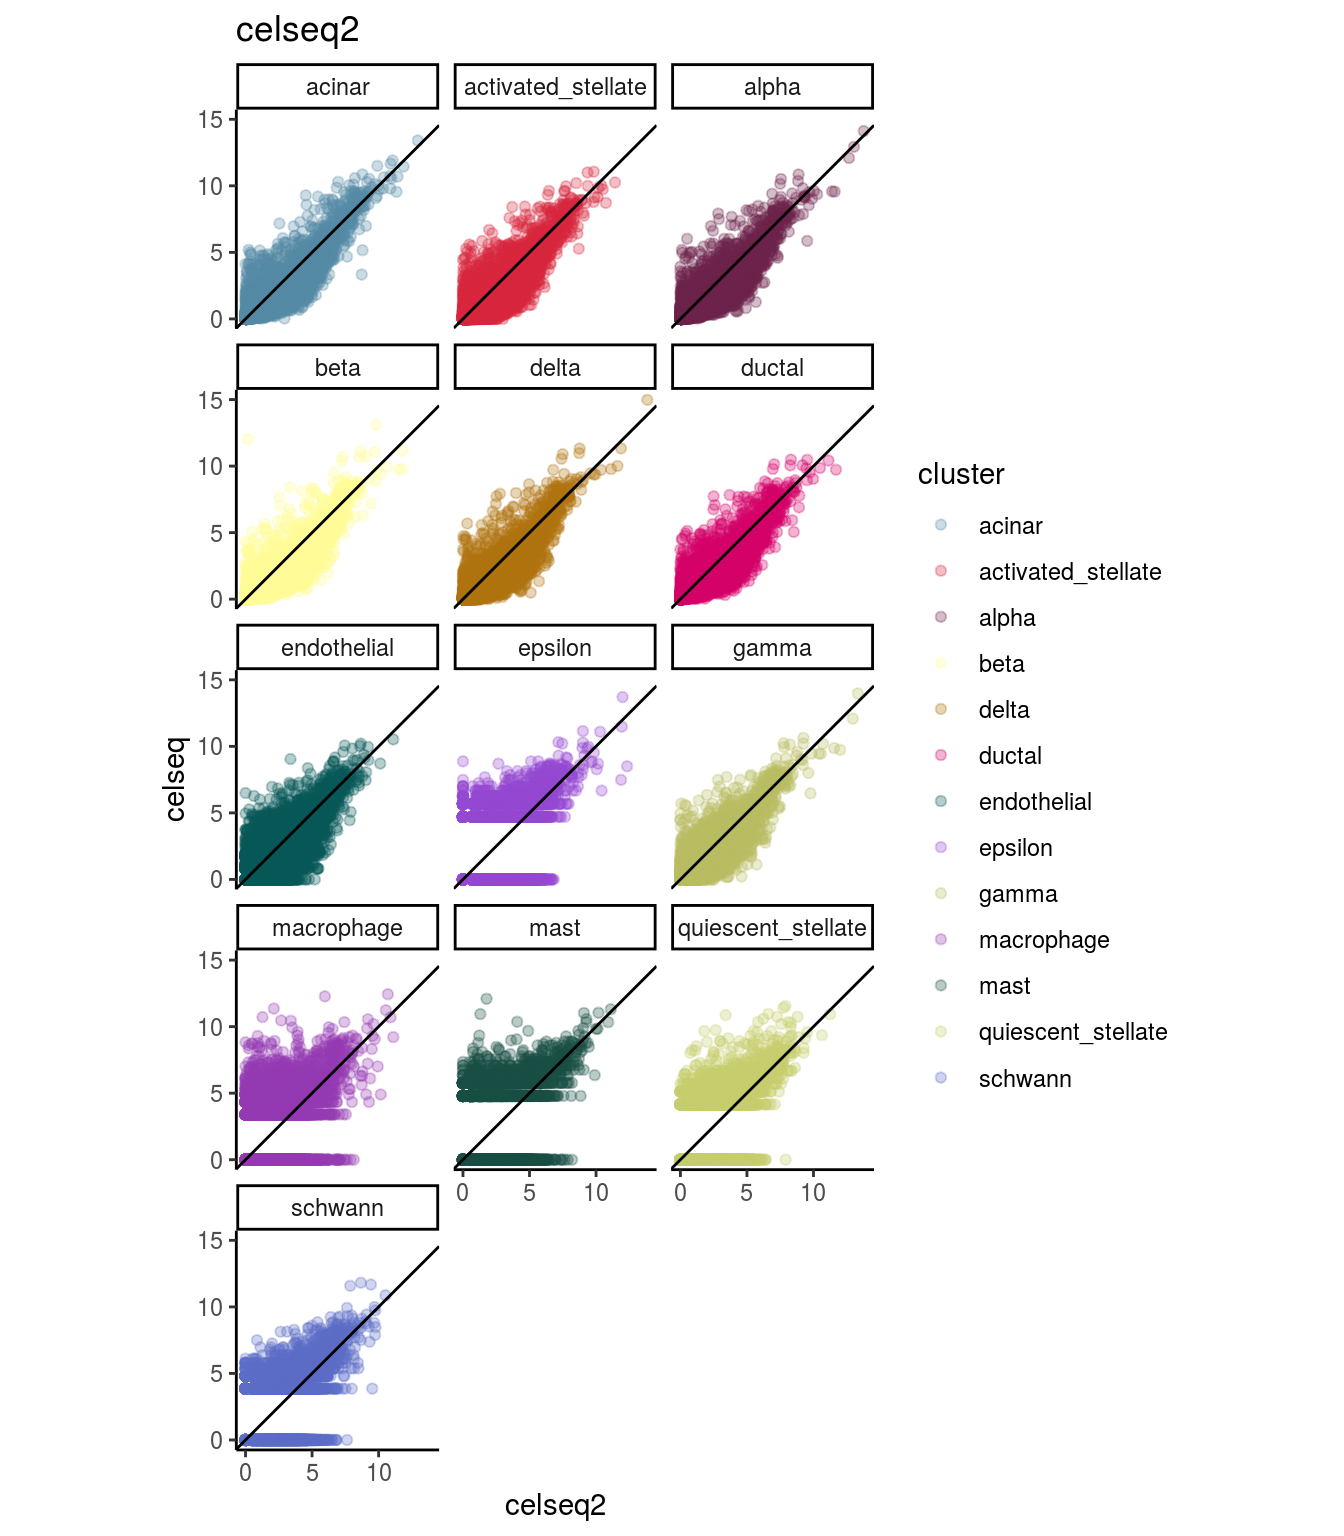 celseq2
acinar activated_stellate alpha
15
10
5
0
beta delta ductal
15
10
5
0
endothelial epsilon gamma
15
10
5
0
celseq
macrophage mast quiescent_stellate
15
10
5
0
0 5 10 0 5 10
schwann
15
10
5
0
0 5 10
celseq2
cluster
acinar
activated_stellate
alpha
beta
delta
ductal
endothelial
epsilon
gamma
macrophage
mast
quiescent_stellate
schwann